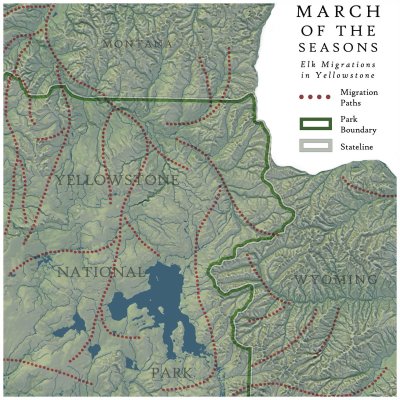 MARCH
OF THE
SEASONS
Elk Migrations
in Yellowstone
Migration
Paths
Park
Boundary
Stateline
MONTANA
YELLOWSTONE
NATIONAL
WYOMING
PARK